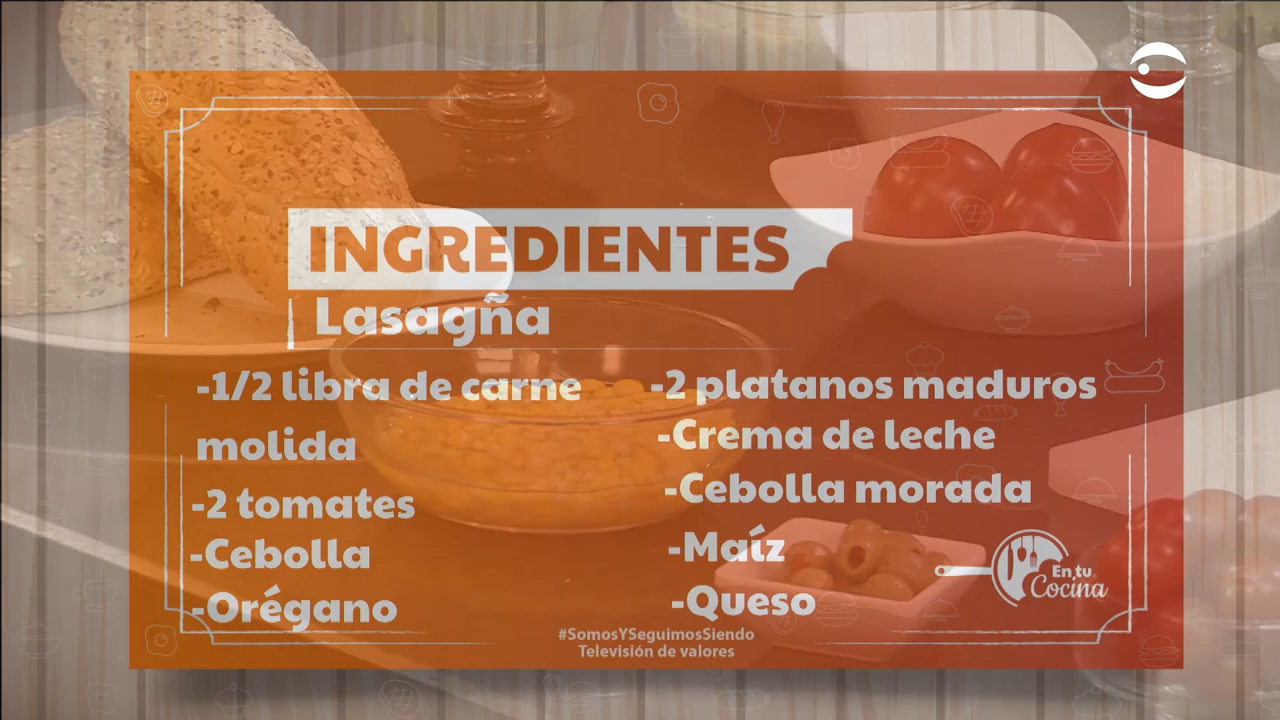 INGREDIENTES
Lasagña
-1/2 libra de carne
molida
-2 tomates
-Cebolla
-Orégano
-2 platanos maduros
-Crema de leche
-Cebolla morada
-Maíz
-Queso
En tu
Cocina
#SomosYSeguimosSiendo
Televisión de valores